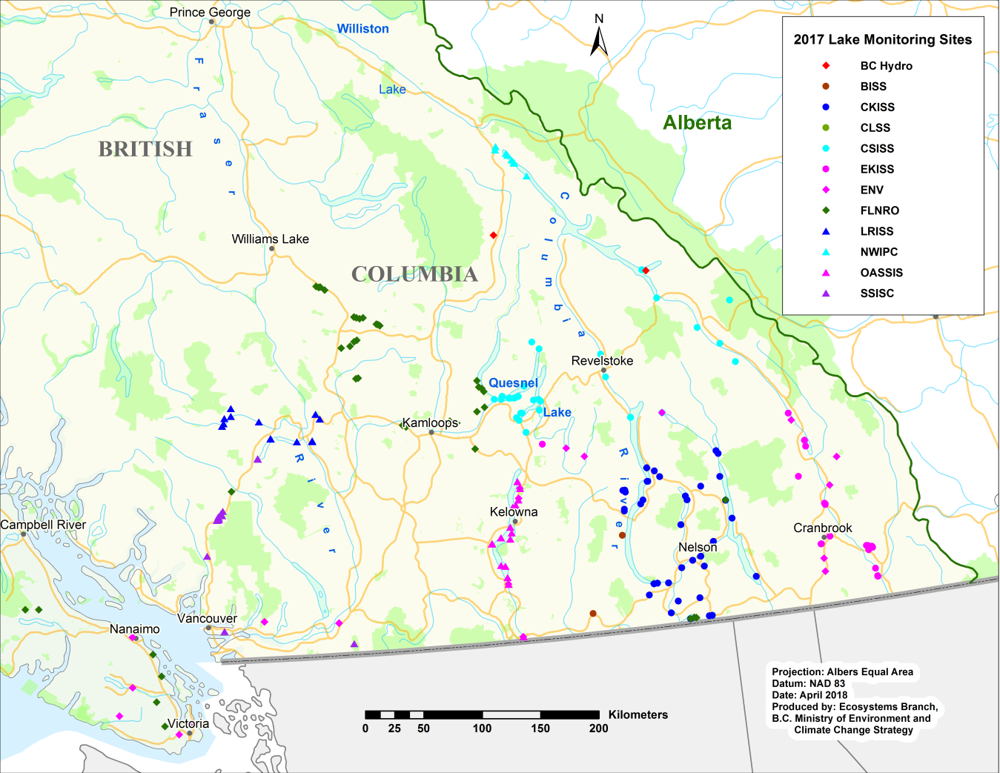 Prince George
Williston
Lake
N
Alberta
BRITISH
COLUMBIA
Fraser
River
Columbia
River
Williams Lake
Revelstoke
Quesnel
Lake
Kamloops
Kelowna
Campbell River
Nelson
Cranbrook
Vancouver
Nanaimo
Victoria
2017 Lake Monitoring Sites
BC Hydro
BISS
CKISS
CLSS
CSISS
EKISS
ENV
FLNRO
LRISS
NWIPC
OASSIS
SSISC
0 25 50 100 150 200
Kilometers
Projection: Albers Equal Area
Datum: NAD 83
Date: April 2018
Produced by: Ecosystems Branch,
B.C. Ministry of Environment and
Climate Change Strategy